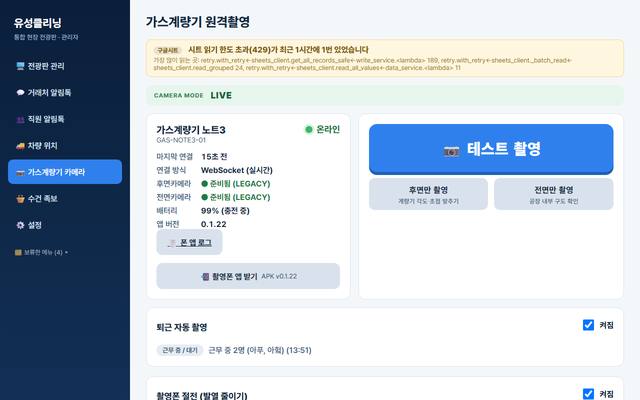 유성클리닝
통합 현장 전광판 · 관리자
전광판 관리
거래처 알림톡
직원 알림톡
차량 위치
가스계량기 카메라
수건 족보
설정
보류한 메뉴 (4)
가스계량기 원격촬영
구글시트 시트 읽기 한도 초과(429)가 최근 1시간에 1번 있었습니다
가장 많이 읽는 곳: retry.with_retry←sheets_client.get_all_records_safe←write_service.<lambda> 189, retry.with_retry←sheets_client._batch_read←
sheets_client.read_grouped 24, retry.with_retry←sheets_client.read_all_values←data_service.<lambda> 11
CAMERA MODE LIVE
가스계량기 노트3
온라인
GAS-NOTE3-01
마지막 연결 15초 전
연결 방식 WebSocket (실시간)
후면카메라 준비됨 (LEGACY)
전면카메라 준비됨 (LEGACY)
배터리 99% (충전 중)
앱 버전 0.1.22
폰 앱 로그
촬영폰 앱 받기 APK v0.1.22
테스트 촬영
후면만 촬영
계량기 각도·초점 맞추기
전면만 촬영
공장 내부 구도 확인
퇴근 자동 촬영
켜짐
근무 중 / 대기 근무 중 2명 (아푸, 아힄) (13:51)
촬영폰 절전 (발열 줄이기)
켜짐